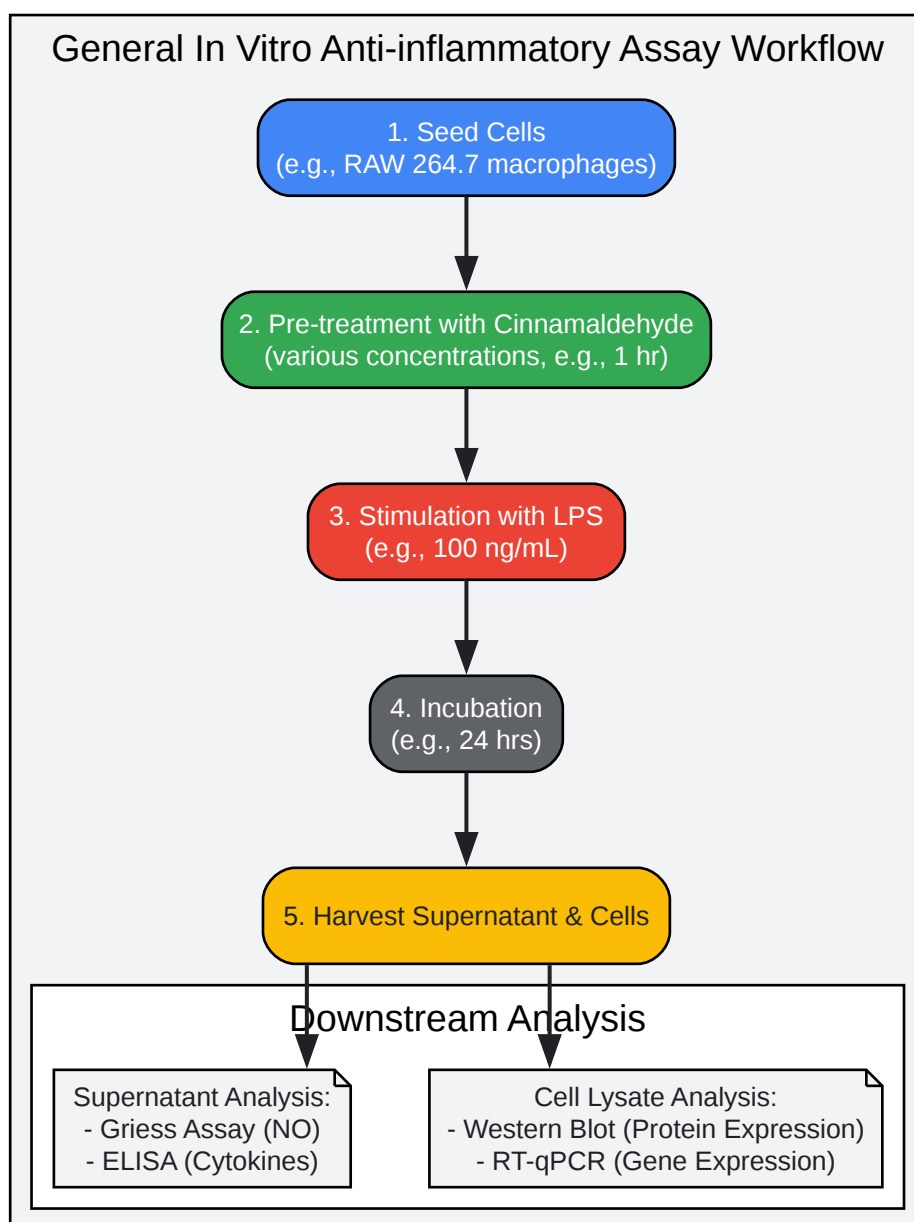 General In Vitro Anti-inflammatory Assay Workflow
1. Seed Cells
(e.g., RAW 264.7 macrophages)
2. Pre-treatment with Cinnamaldehyde
(various concentrations, e.g., 1 hr)
3. Stimulation with LPS
(e.g., 100 ng/mL)
4. Incubation
(e.g., 24 hrs)
5. Harvest Supernatant & Cells
Downstream Analysis
Supernatant Analysis:
- Griess Assay (NO)
- ELISA (Cytokines)
Cell Lysate Analysis:
- Western Blot (Protein Expression)
- RT-qPCR (Gene Expression)